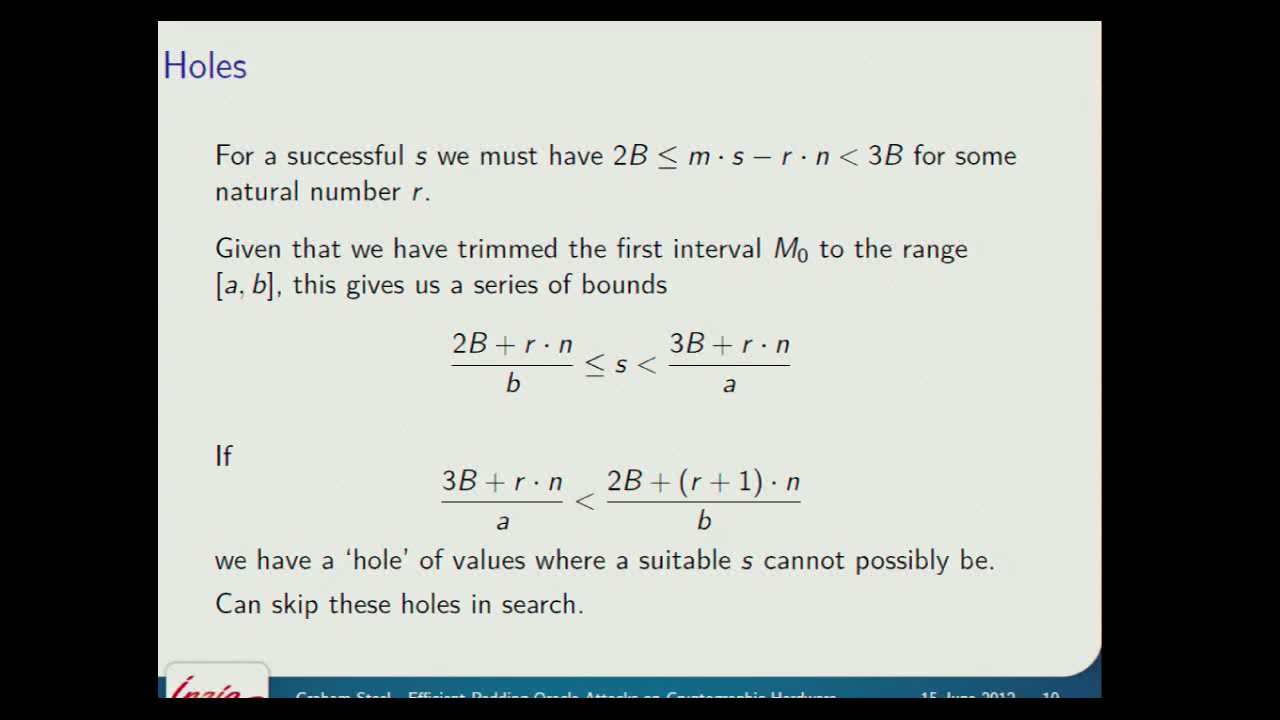 Holes
For a successful s we must have 2B ≤ m · s − r · n < 3B for some
natural number r.
Given that we have trimmed the first interval M₀ to the range
[a, b], this gives us a series of bounds
(2B + r · n)/b ≤ s < (3B + r · n)/a
If
(3B + r · n)/a < (2B + (r + 1) · n)/b
we have a ‘hole’ of values where a suitable s cannot possibly be.
Can skip these holes in search.
Inria
Graham Steel - Efficient Padding Oracle Attacks on Cryptographic Hardware
15 June 2012 - 10